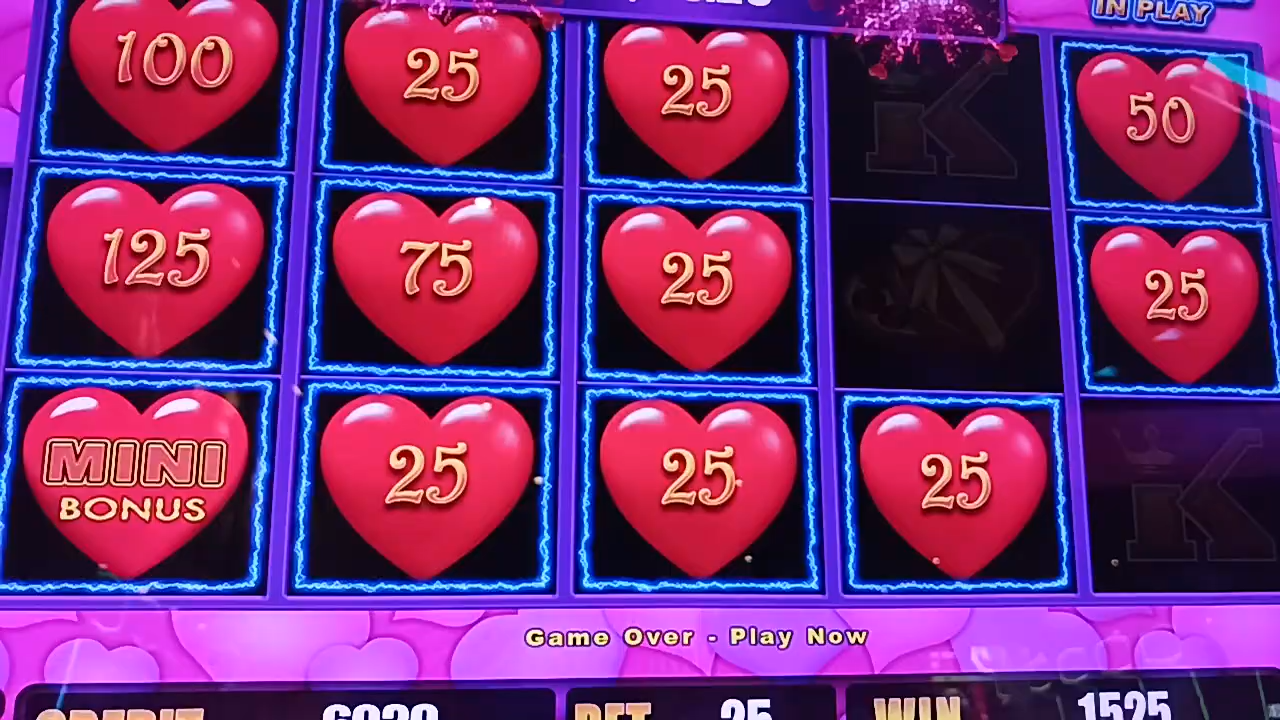 IN PLAY
100 25 25 K 50
125 75 25 25
MINI
BONUS
25 25 25 K
Game Over - Play Now
CREDIT BET 25 WIN 1525